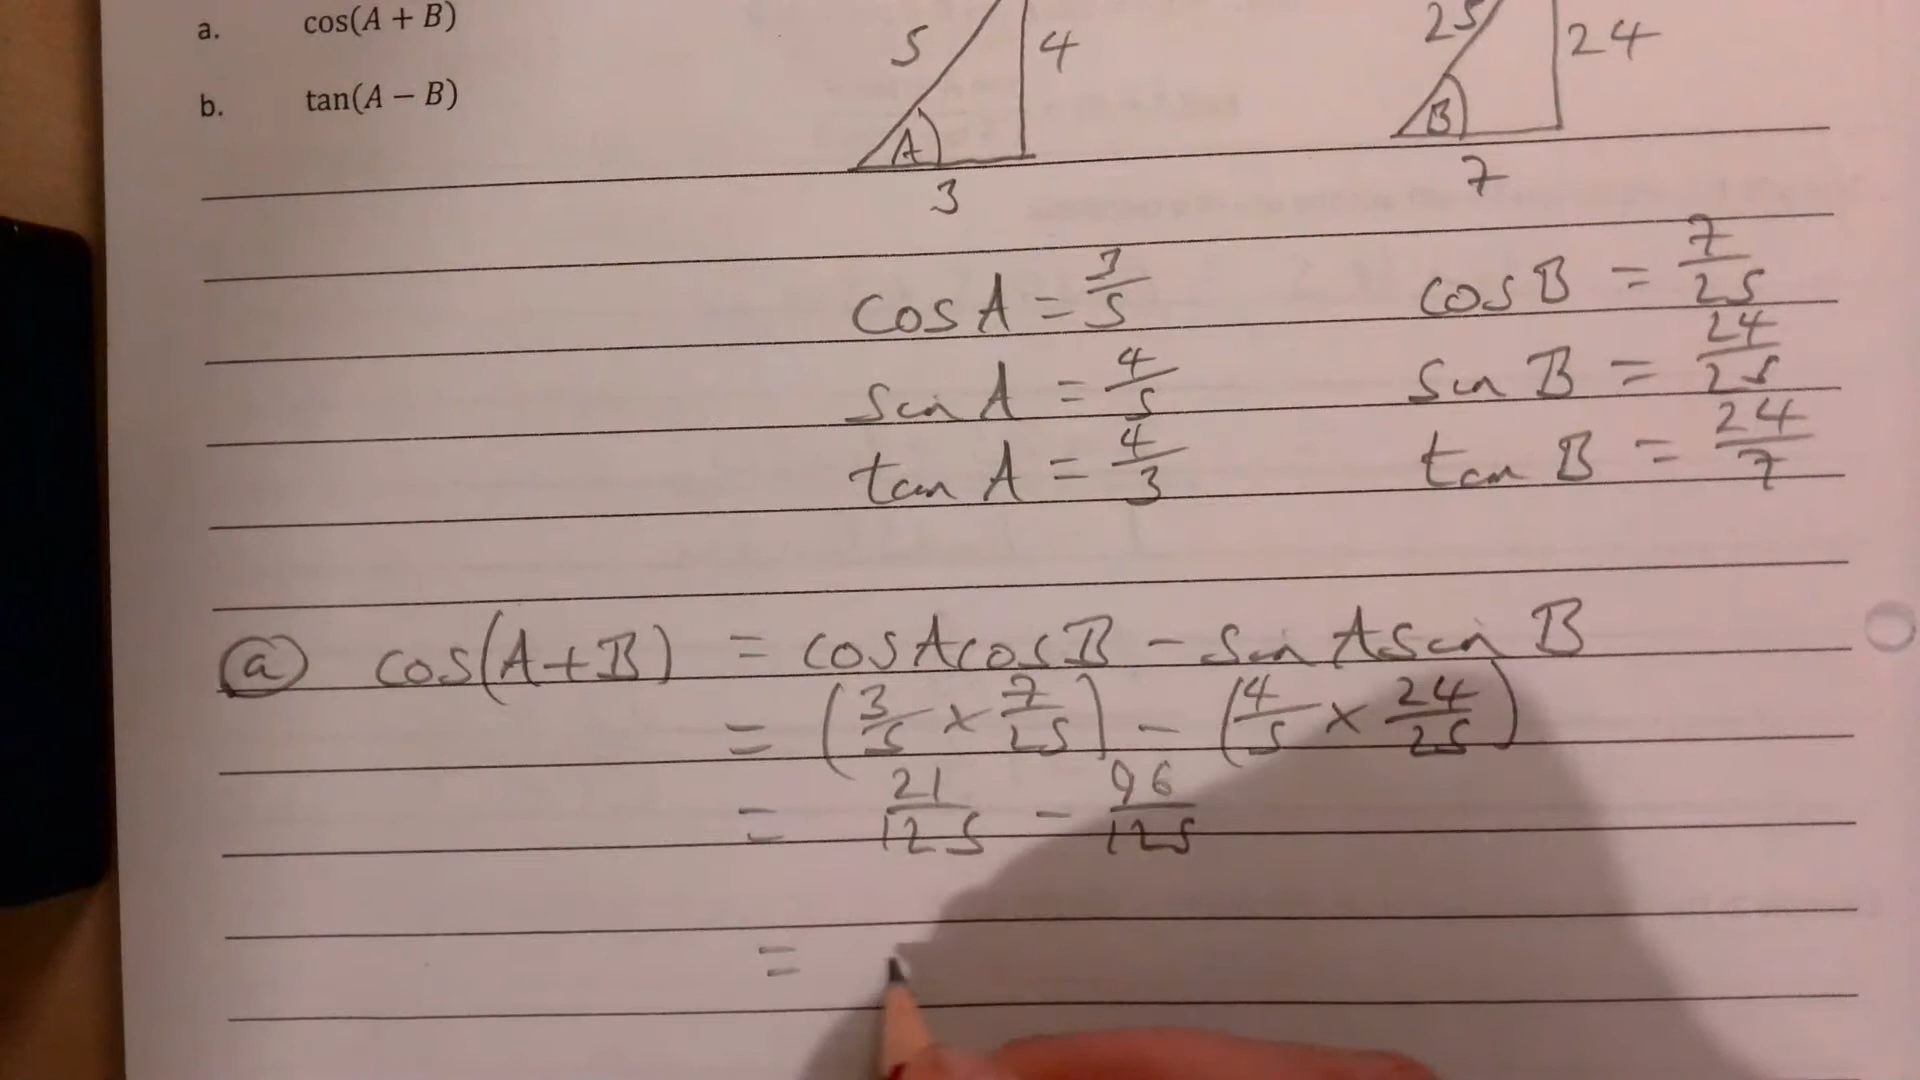 a. cos(A + B)
b. tan(A − B)
5 4
A
3
25 24
B
7
cos A = 3/5
sin A = 4/5
tan A = 4/3
cos B = 7/25
sin B = 24/25
tan B = 24/7
ⓐ cos(A+B) = cosAcosB − sinAsinB
= (3/5 × 7/25) − (4/5 × 24/25)
= 21/125 − 96/125
=